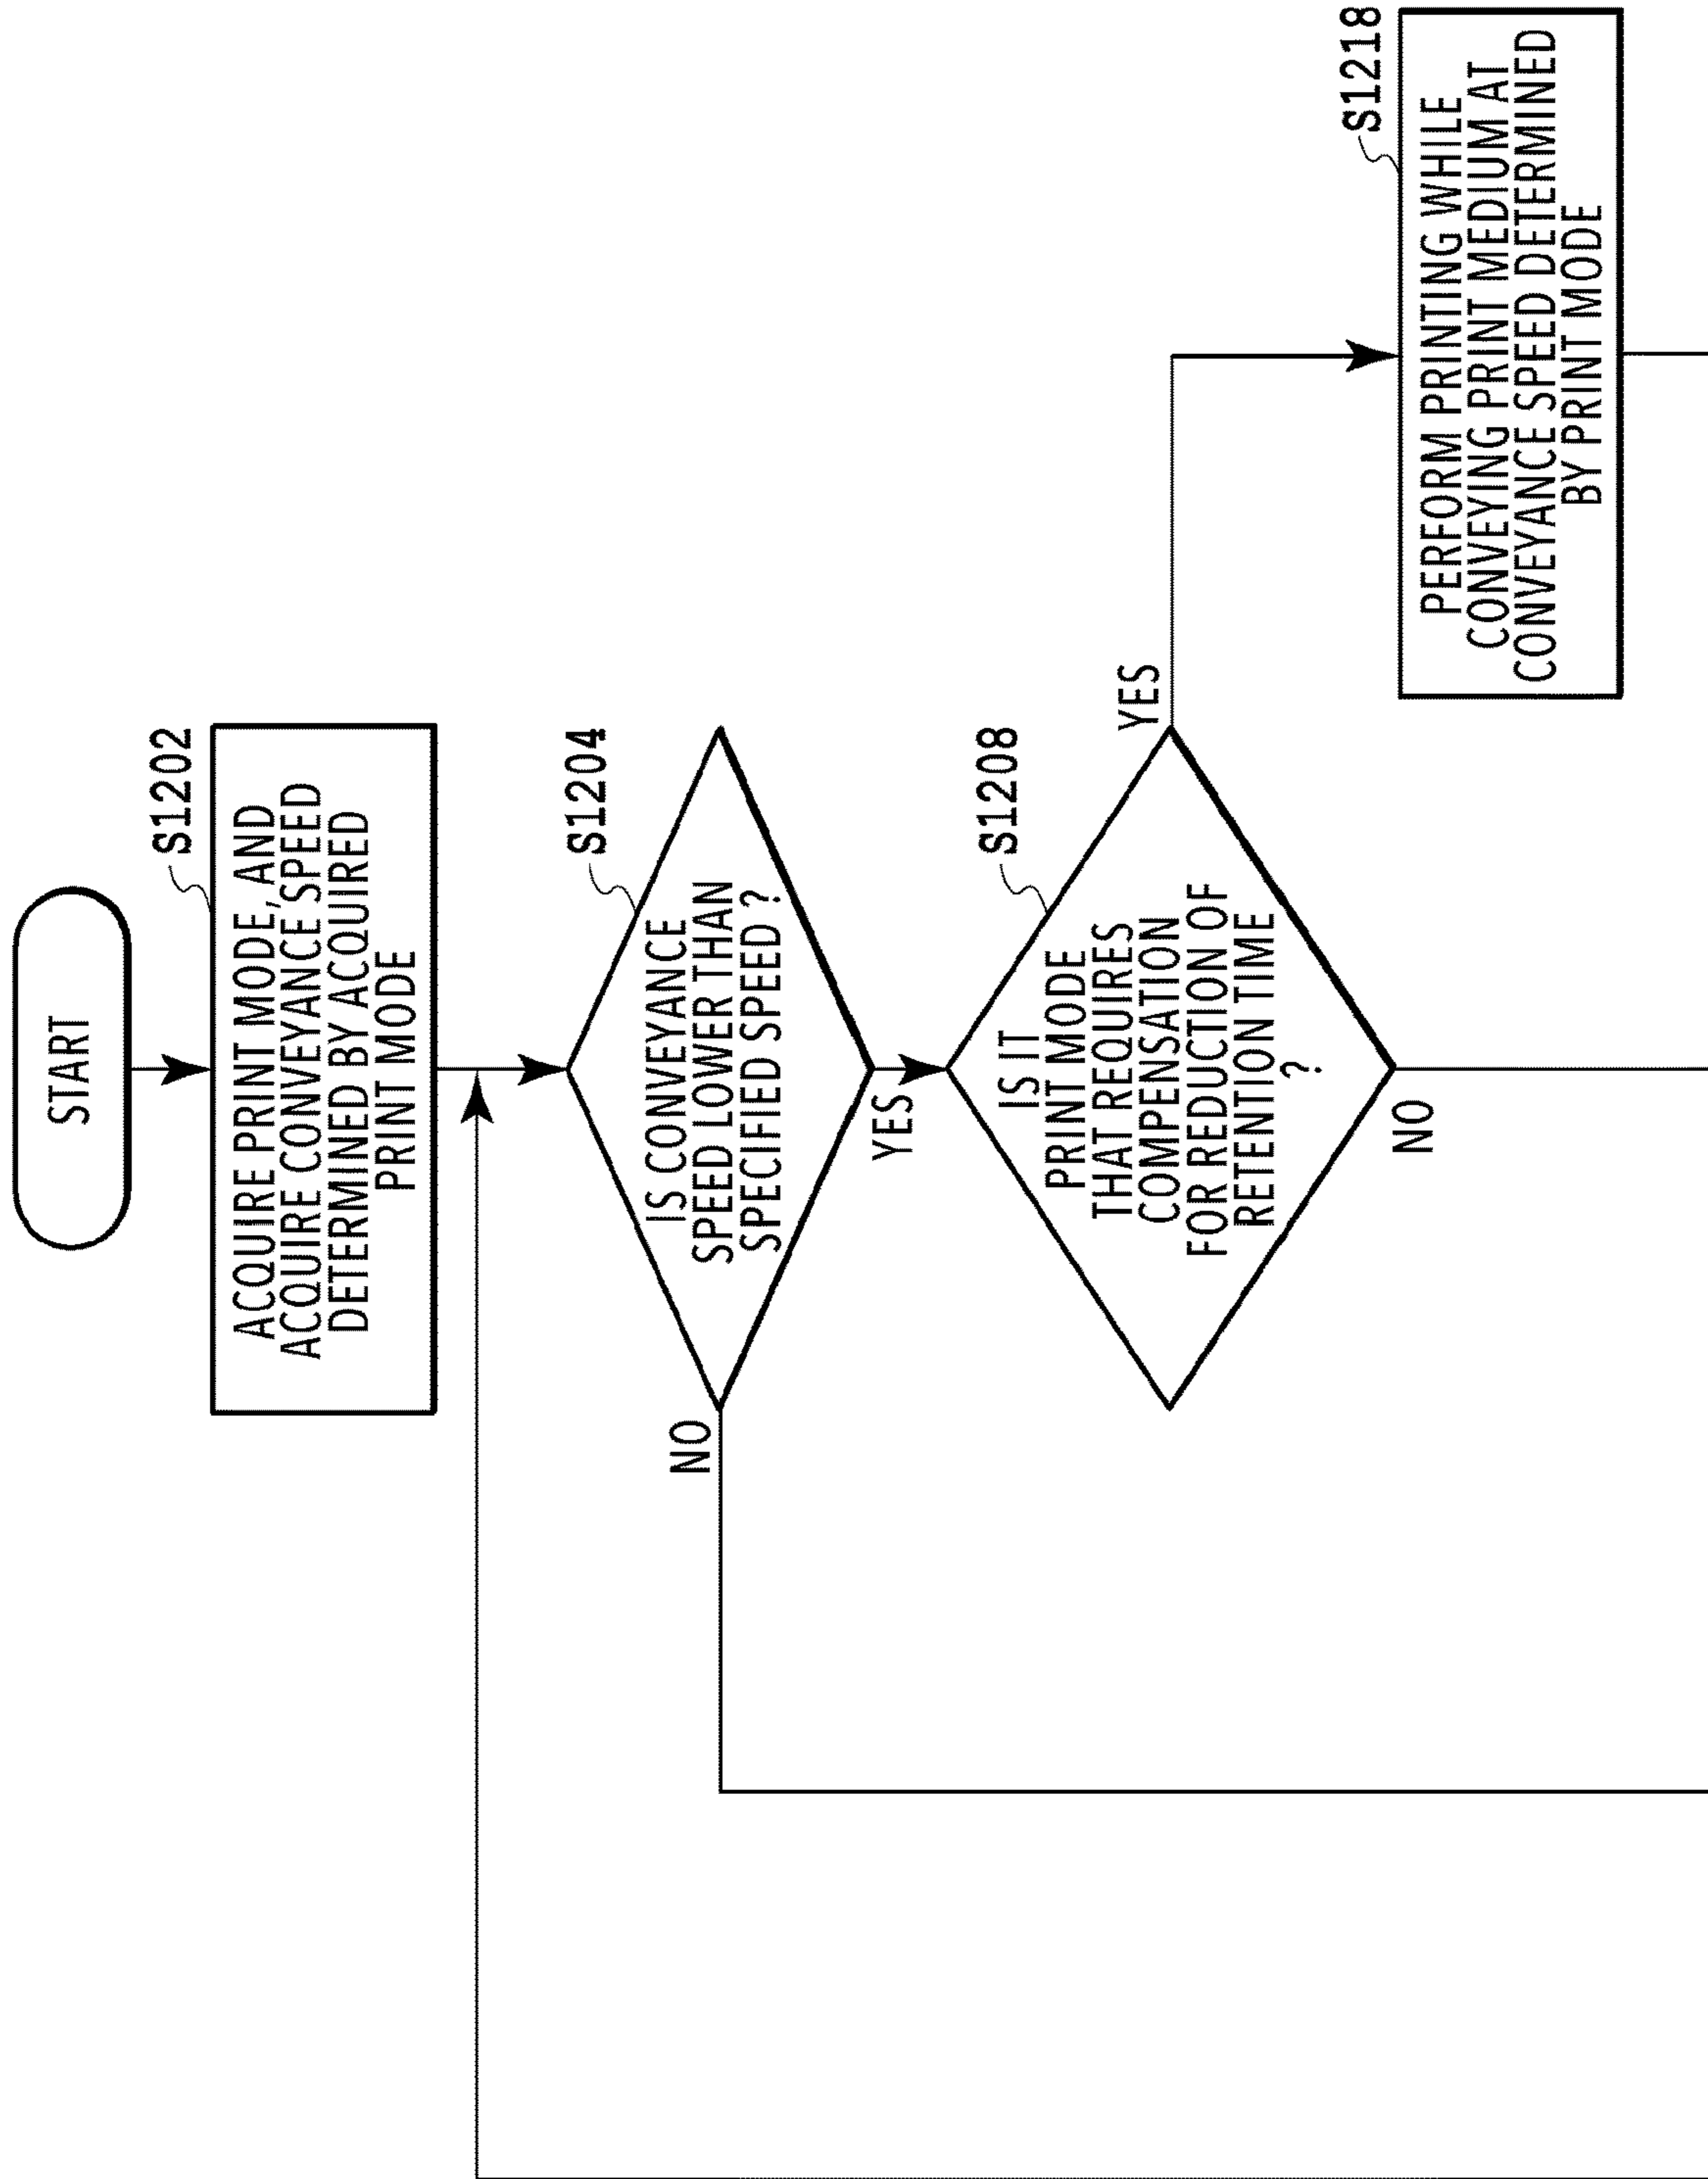 START
S1202
ACQUIRE PRINT MODE, AND
ACQUIRE CONVEYANCE SPEED
DETERMINED BY ACQUIRED
PRINT MODE
S1204
IS CONVEYANCE
SPEED LOWER THAN
SPECIFIED SPEED ?
NO
YES
S1208
IS IT
PRINT MODE
THAT REQUIRES
COMPENSATION
FOR REDUCTION OF
RETENTION TIME
?
YES
NO
S1218
PERFORM PRINTING WHILE
CONVEYING PRINT MEDIUM AT
CONVEYANCE SPEED DETERMINED
BY PRINT MODE